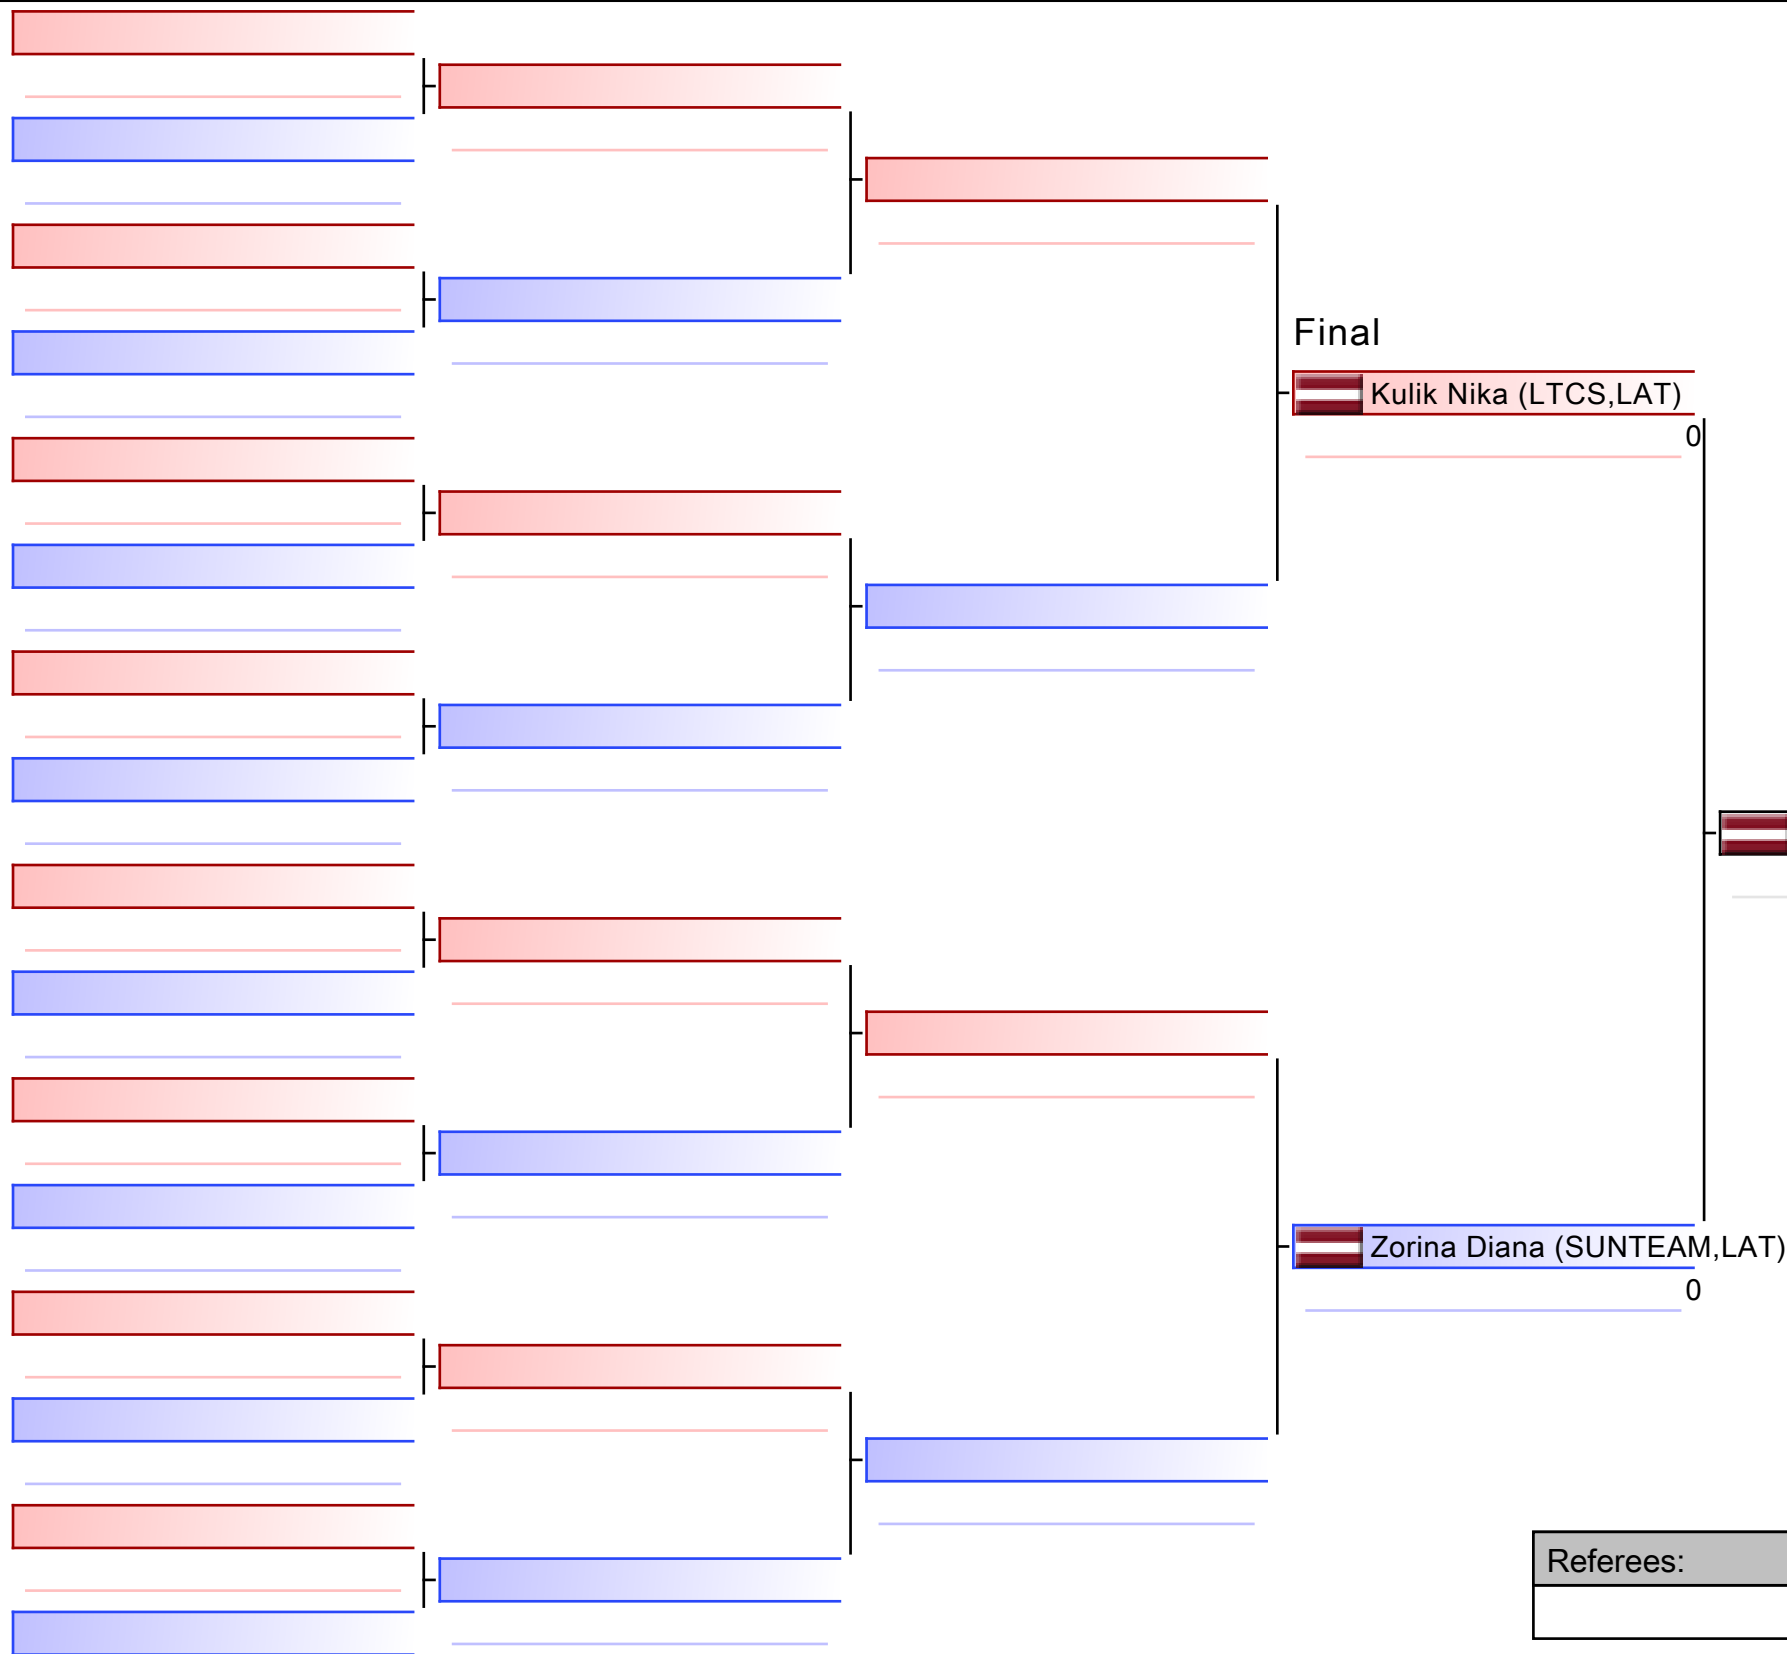 Final
Kulik Nika (LTCS,LAT)
0
Zorina Diana (SUNTEAM,LAT)
0
Referees: